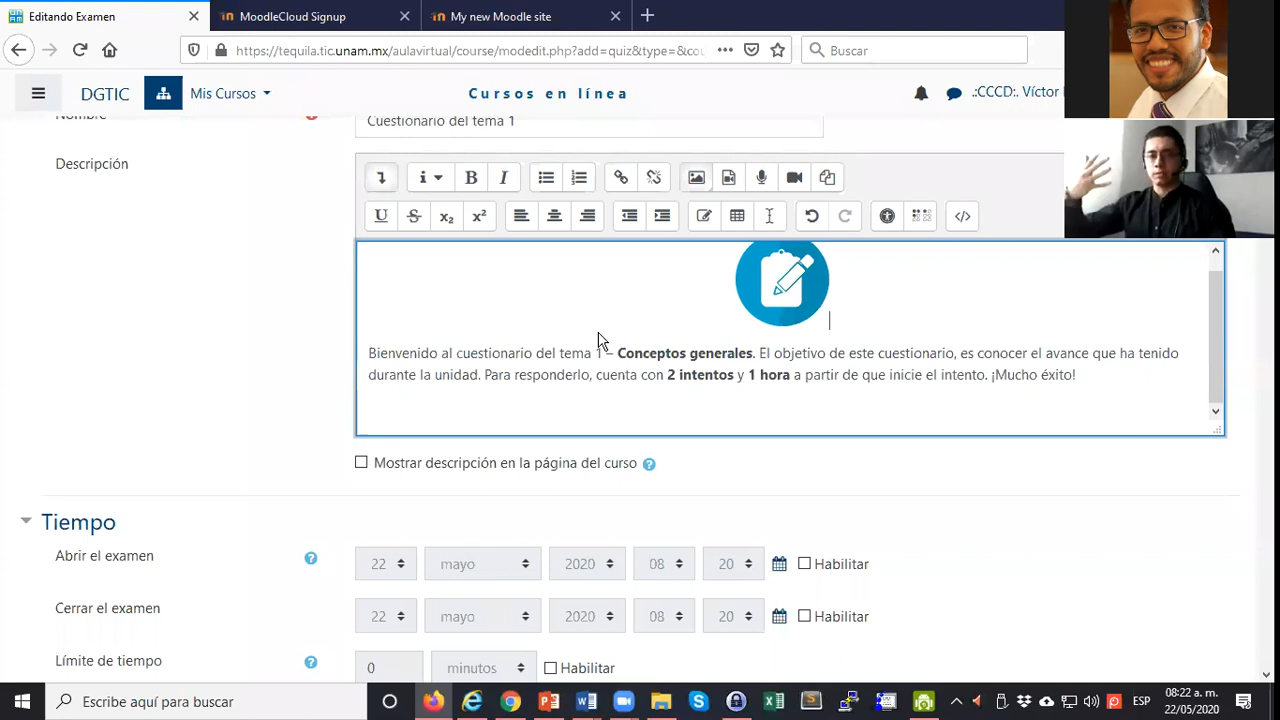 Editando Examen
MoodleCloud Signup
My new Moodle site
https://tequila.tic.unam.mx/aulavirtual/course/modedit.php?add=quiz&type=&cou
Buscar
DGTIC
Mis Cursos
Cursos en línea
.:CCCD:. Víctor
Nombre
Cuestionario del tema 1
Descripción
Bienvenido al cuestionario del tema 1 – Conceptos generales. El objetivo de este cuestionario, es conocer el avance que ha tenido
durante la unidad. Para responderlo, cuenta con 2 intentos y 1 hora a partir de que inicie el intento. ¡Mucho éxito!
Mostrar descripción en la página del curso
Tiempo
Abrir el examen
22 mayo 2020 08 20 Habilitar
Cerrar el examen
22 mayo 2020 08 20 Habilitar
Límite de tiempo
0 minutos Habilitar
Escribe aquí para buscar
ESP
08:22 a. m.
22/05/2020